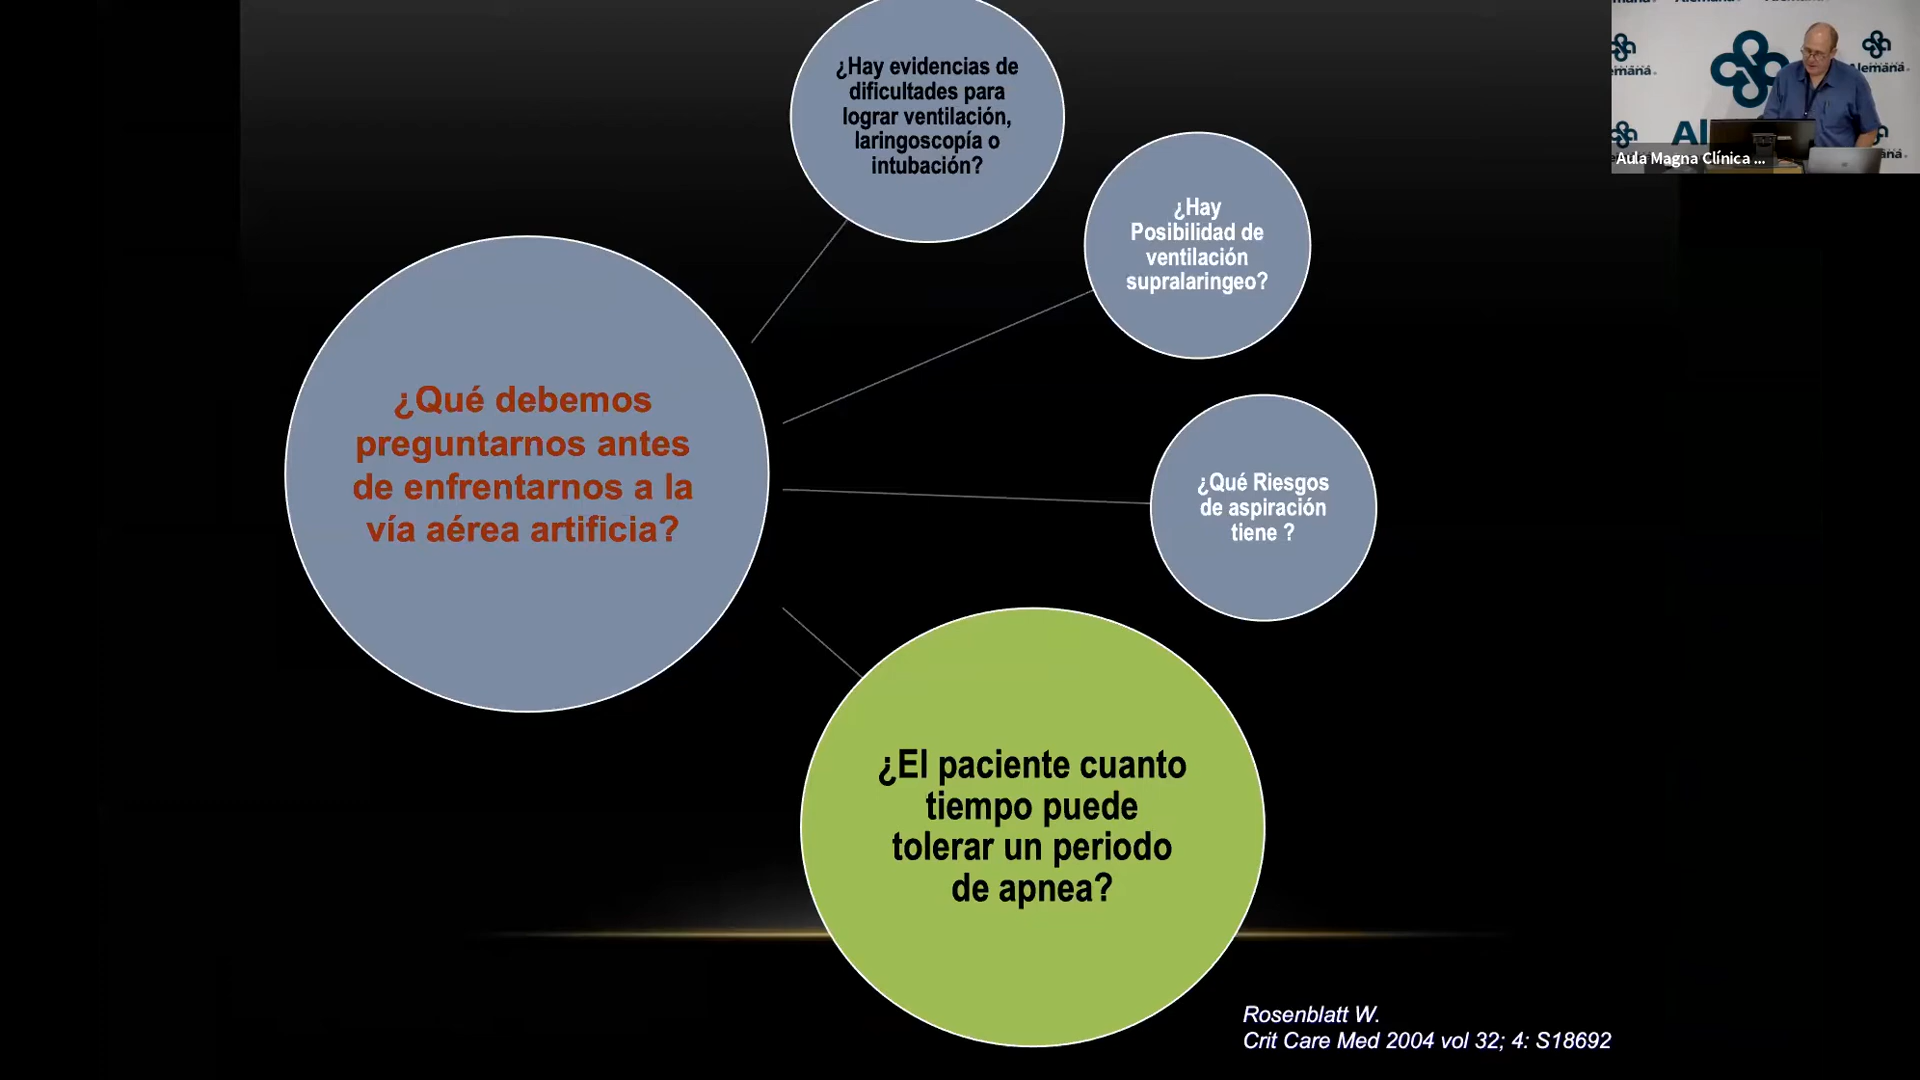 ¿Hay evidencias de
dificultades para
lograr ventilación,
laringoscopía o
intubación?
¿Hay
Posibilidad de
ventilación
supralaringeo?
¿Qué debemos
preguntarnos antes
de enfrentarnos a la
vía aérea artificia?
¿Qué Riesgos
de aspiración
tiene ?
¿El paciente cuanto
tiempo puede
tolerar un periodo
de apnea?
Rosenblatt W.
Crit Care Med 2004 vol 32; 4: S18692
Alemana
Aula Magna Clínica ...